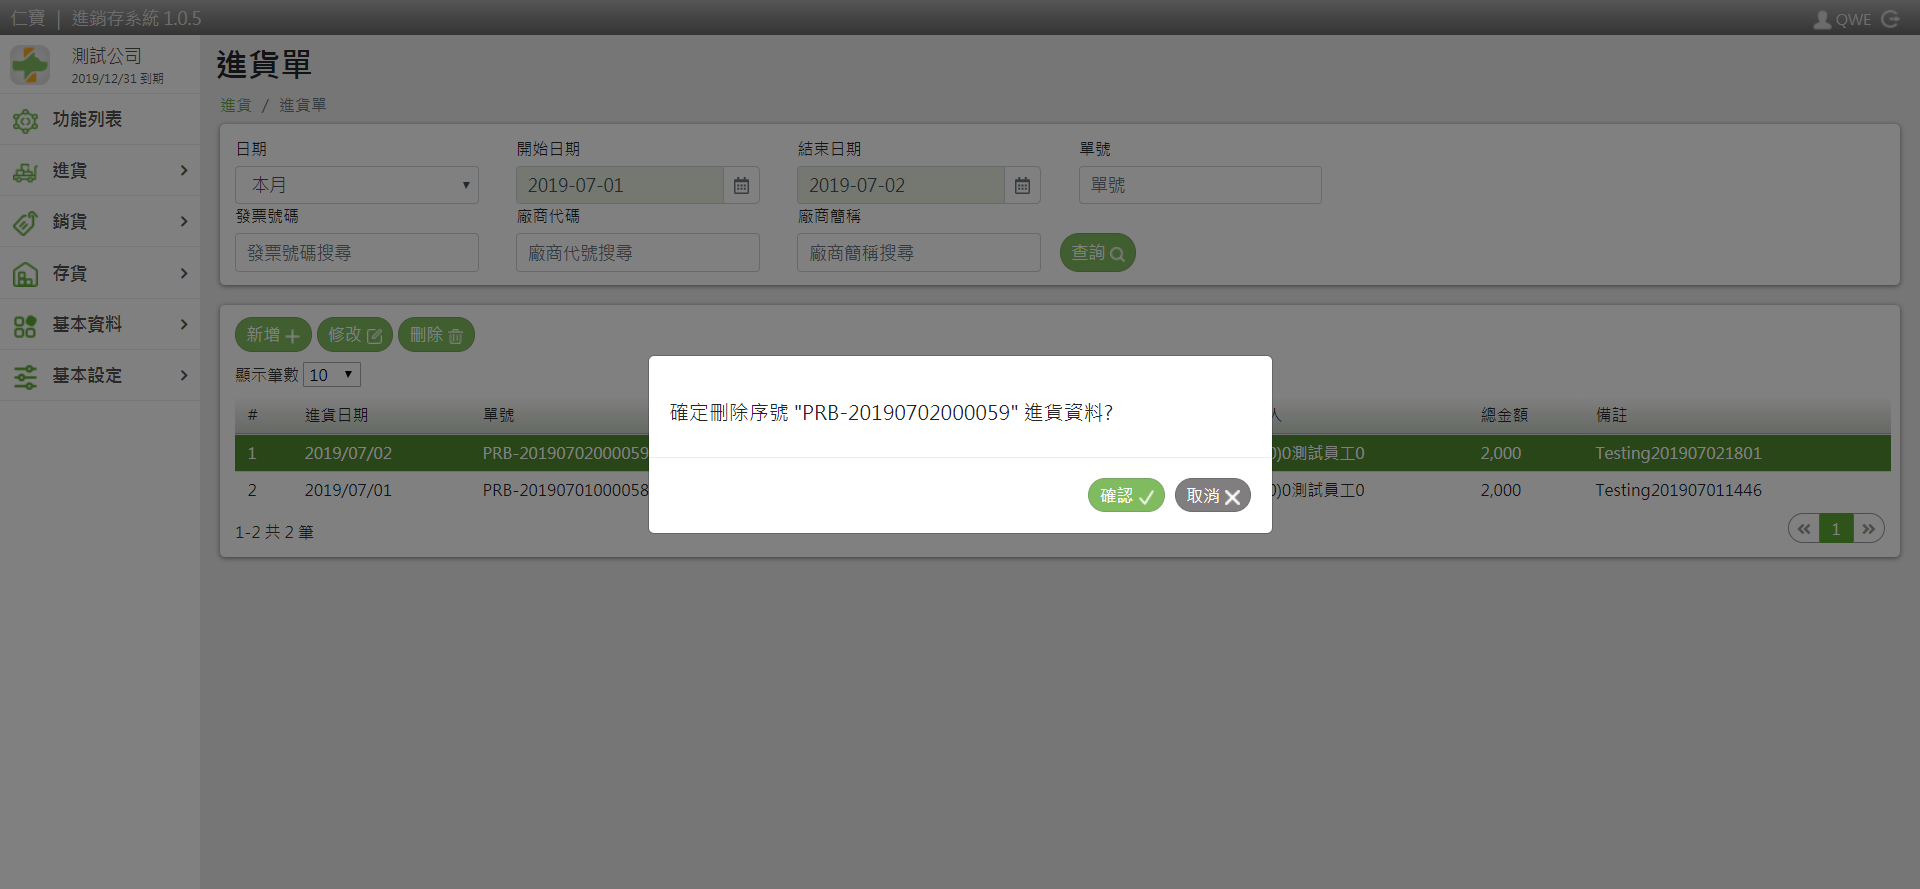 仁寶 | 進銷存系統 1.0.5
QWE
測試公司
2019/12/31 到期
功能列表
進貨
銷貨
存貨
基本資料
基本設定
進貨單
進貨 / 進貨單
日期 開始日期 結束日期 單號
本月 2019-07-01 2019-07-02 單號
發票號碼 廠商代碼 廠商簡稱
發票號碼搜尋 廠商代號搜尋 廠商簡稱搜尋 查詢
新增 修改 刪除
顯示筆數 10
# 進貨日期 單號 人 總金額 備註
1 2019/07/02 PRB-20190702000059 0)0測試員工0 2,000 Testing201907021801
2 2019/07/01 PRB-20190701000058 0)0測試員工0 2,000 Testing201907011446
1-2 共 2 筆
« 1 »
確定刪除序號 "PRB-20190702000059" 進貨資料?
確認 取消